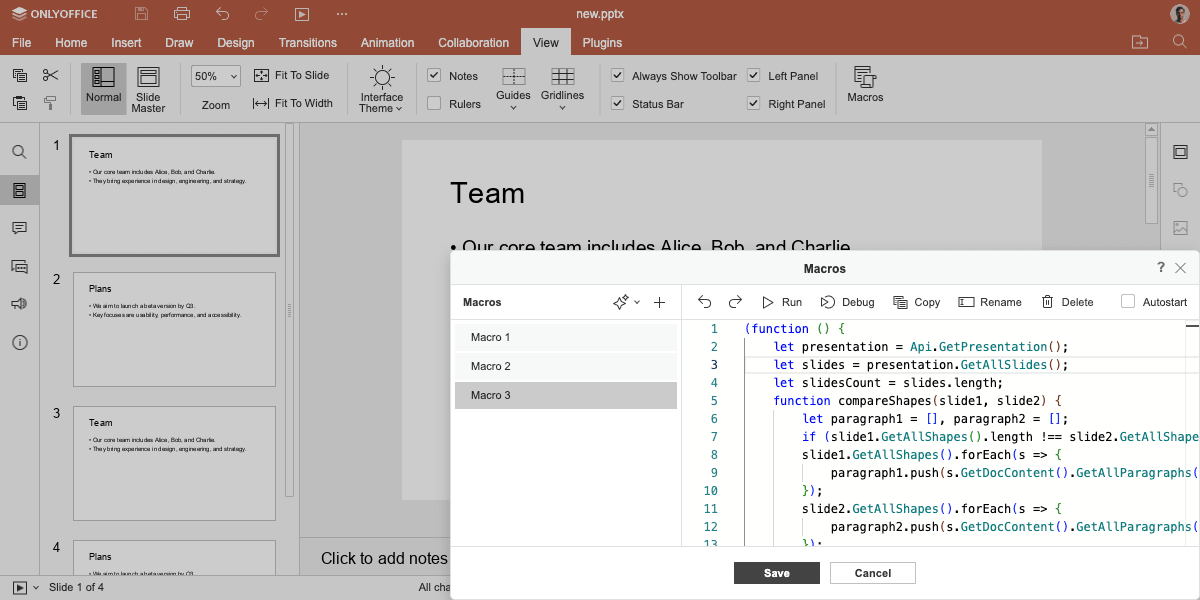 ONLYOFFICE
new.pptx
File Home Insert Draw Design Transitions Animation Collaboration View Plugins
Normal
Slide Master
50%
Zoom
Fit To Slide
Fit To Width
Interface Theme
Notes
Rulers
Guides
Gridlines
Always Show Toolbar
Status Bar
Left Panel
Right Panel
Macros
1
Team
• Our core team includes Alice, Bob, and Charlie.
• They bring experience in design, engineering, and strategy.
2
Plans
• We aim to launch a beta version by Q3.
• Key focuses are usability, performance, and accessibility.
3
Team
• Our core team includes Alice, Bob, and Charlie.
• They bring experience in design, engineering, and strategy.
4
Plans
• We aim to launch a beta version by Q3.
Team
• Our core team includes Alice, Bob, and Charlie
Click to add notes
Slide 1 of 4
All cha
Macros
?
Macros
Run Debug Copy Rename Delete Autostart
Macro 1
Macro 2
Macro 3
1 (function () {
2 let presentation = Api.GetPresentation();
3 let slides = presentation.GetAllSlides();
4 let slidesCount = slides.length;
5 function compareShapes(slide1, slide2) {
6 let paragraph1 = [], paragraph2 = [];
7 if (slide1.GetAllShapes().length !== slide2.GetAllShape
8 slide1.GetAllShapes().forEach(s => {
9 paragraph1.push(s.GetDocContent().GetAllParagraphs(
10 });
11 slide2.GetAllShapes().forEach(s => {
12 paragraph2.push(s.GetDocContent().GetAllParagraphs(
13 });
Save
Cancel